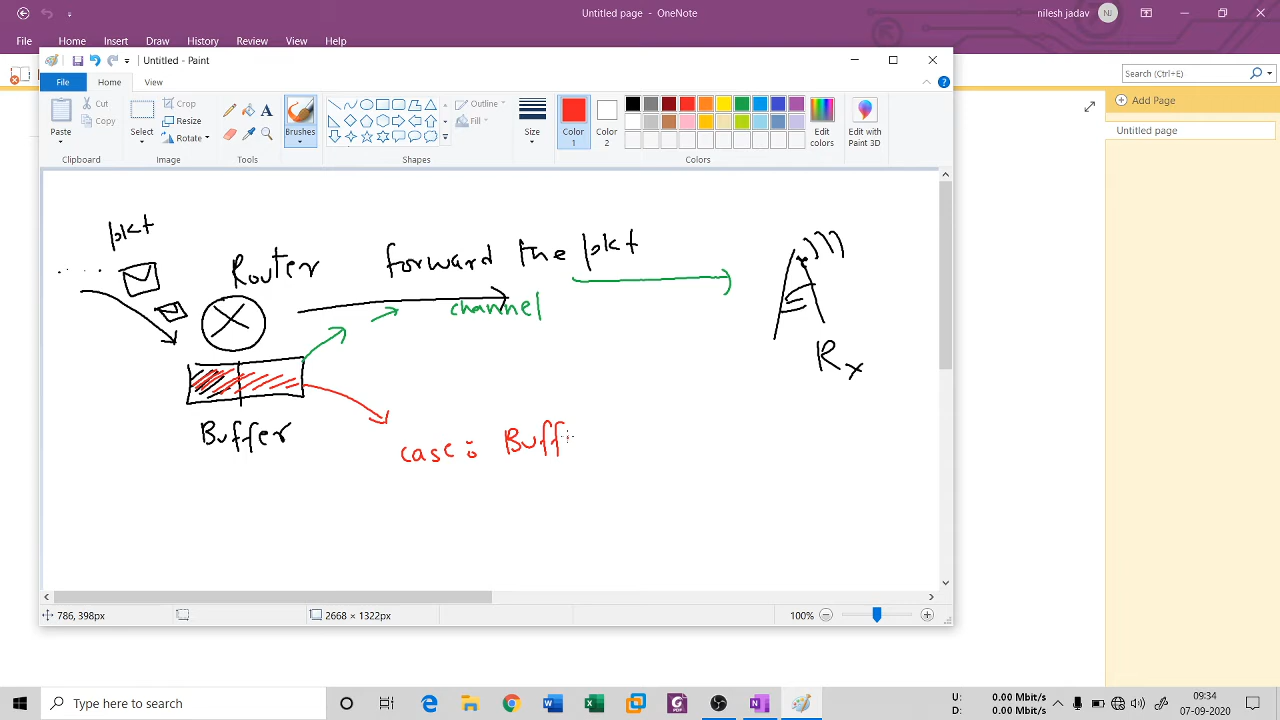 Untitled page - OneNote
nilesh jadav
NJ
File Home Insert Draw History Review View Help
Untitled - Paint
File Home View
Paste
Cut
Copy
Clipboard
Select
Crop
Resize
Rotate
Image
A
Tools
Brushes
Outline
Fill
Shapes
Size
Color 1
Color 2
Edit colors
Edit with Paint 3D
Colors
Search (Ctrl+E)
Add Page
Untitled page
pkt
Router
forward the pkt
channel
Rx
Buffer
case: Buff
786, 398px
2668 × 1322px
100%
Type here to search
U: 0.00 Mbit/s
D: 0.00 Mbit/s
09:34
07-09-2020